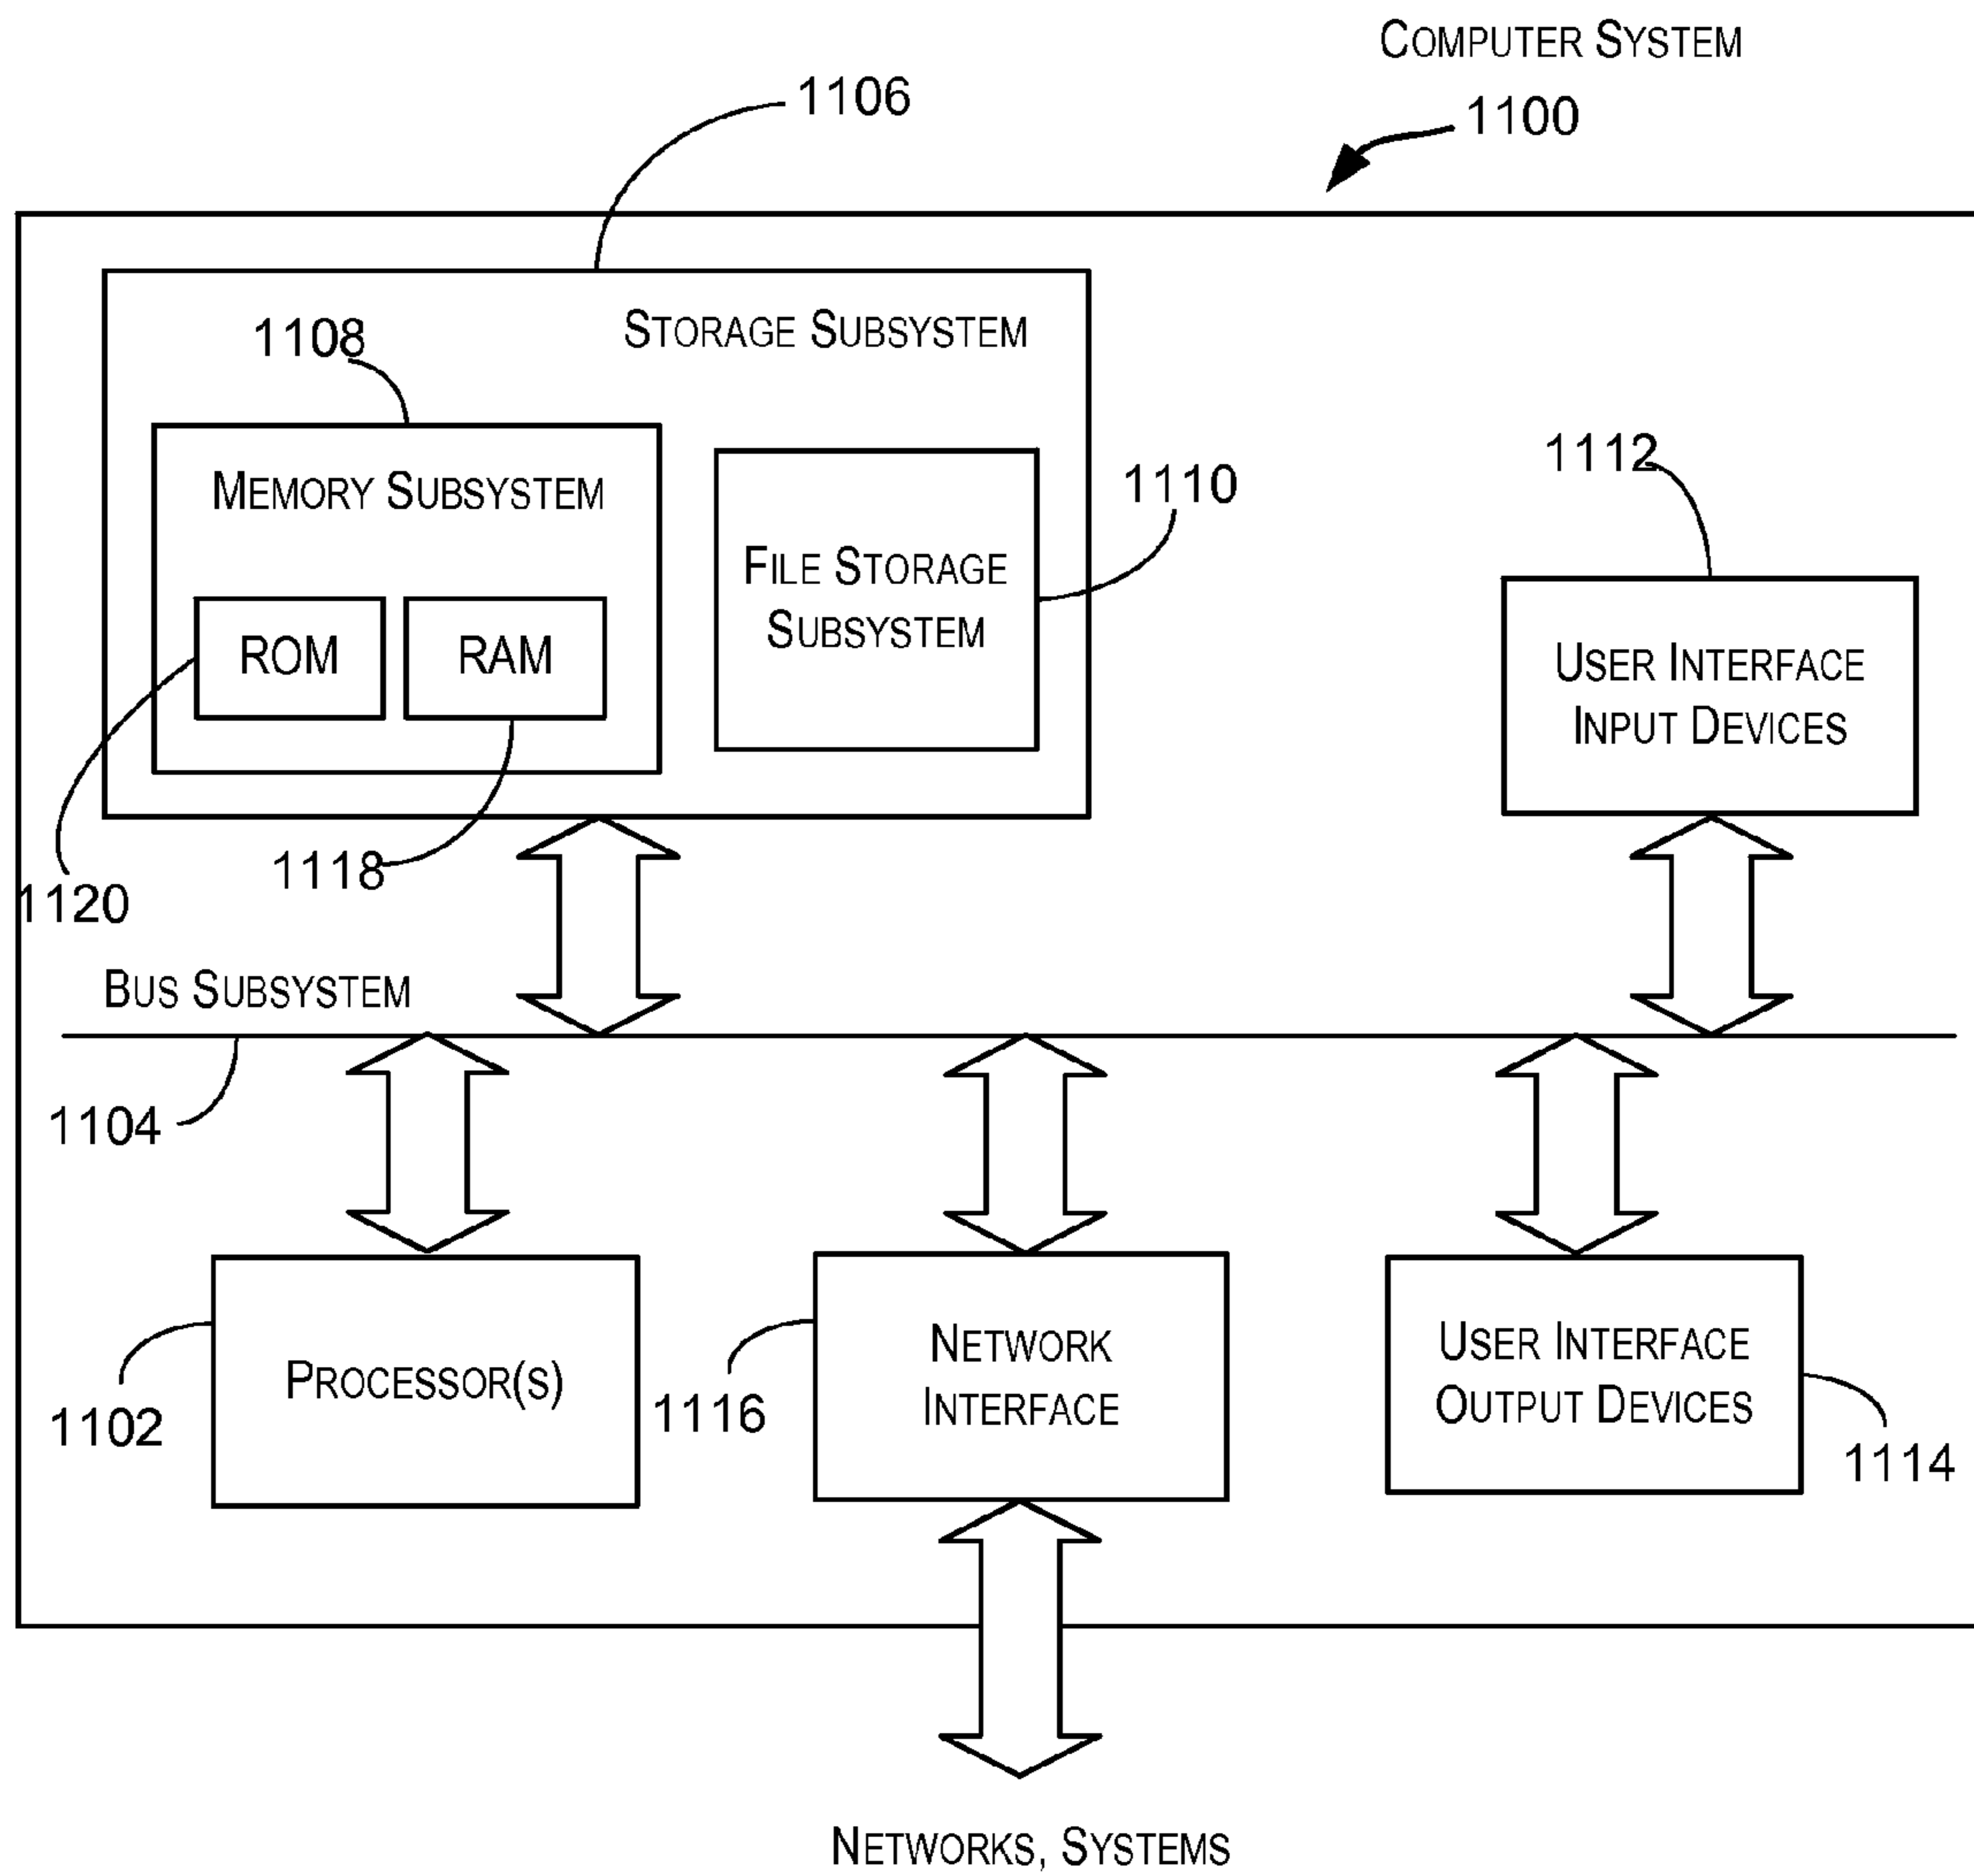 COMPUTER SYSTEM
1100
1106
STORAGE SUBSYSTEM
1108
MEMORY SUBSYSTEM
ROM
RAM
FILE STORAGE
SUBSYSTEM
1110
1112
USER INTERFACE
INPUT DEVICES
1120
1118
BUS SUBSYSTEM
1104
PROCESSOR(S)
1102
NETWORK
INTERFACE
1116
USER INTERFACE
OUTPUT DEVICES
1114
NETWORKS, SYSTEMS